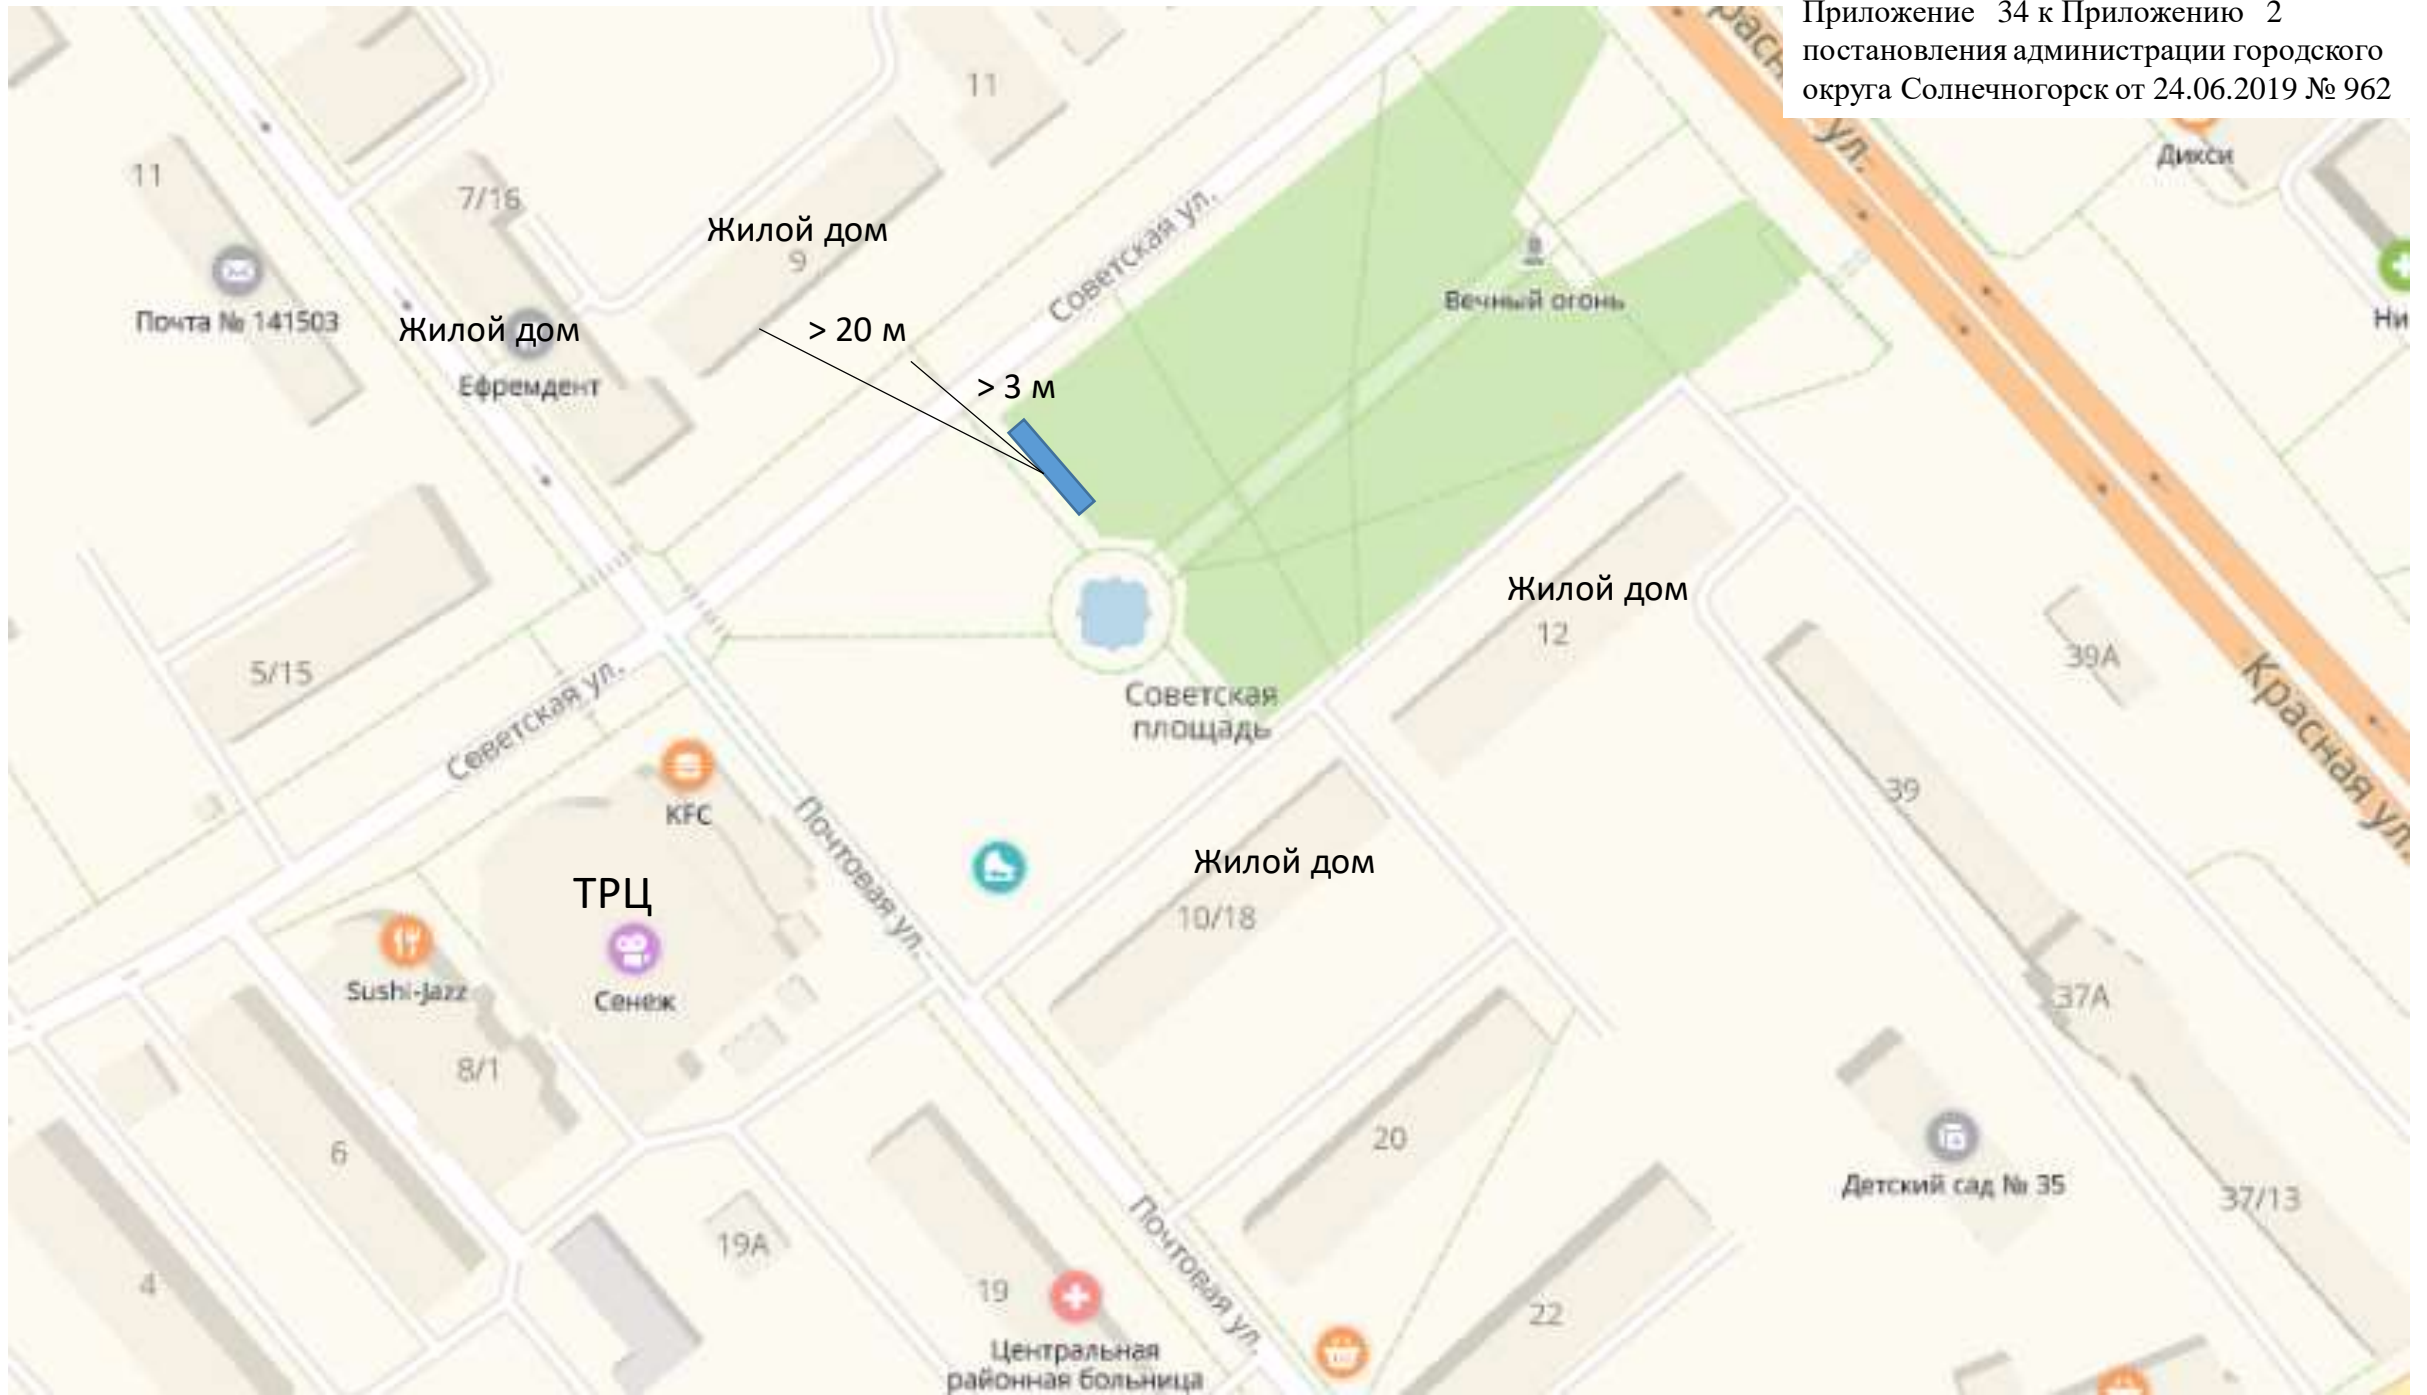 Приложение 34 к Приложению 2
постановления администрации городского
округа Солнечногорск от 24.06.2019 № 962
ул.
Дикси
11
11
7/16
Жилой дом
9
Советская ул.
Почта № 141503
Жилой дом
> 20 м
Вечный огонь
Ни
Ефремдент
> 3 м
Жилой дом
12
5/15
39А
Советская
площадь
Советская ул.
Красная ул.
KFC
39
Почтовая ул.
Жилой дом
ТРЦ
10/18
Sushi-Jazz
Сенеж
37А
8/1
6
20
Детский сад № 35
37/13
19А
Почтовая ул.
4
19
22
Центральная
районная больница